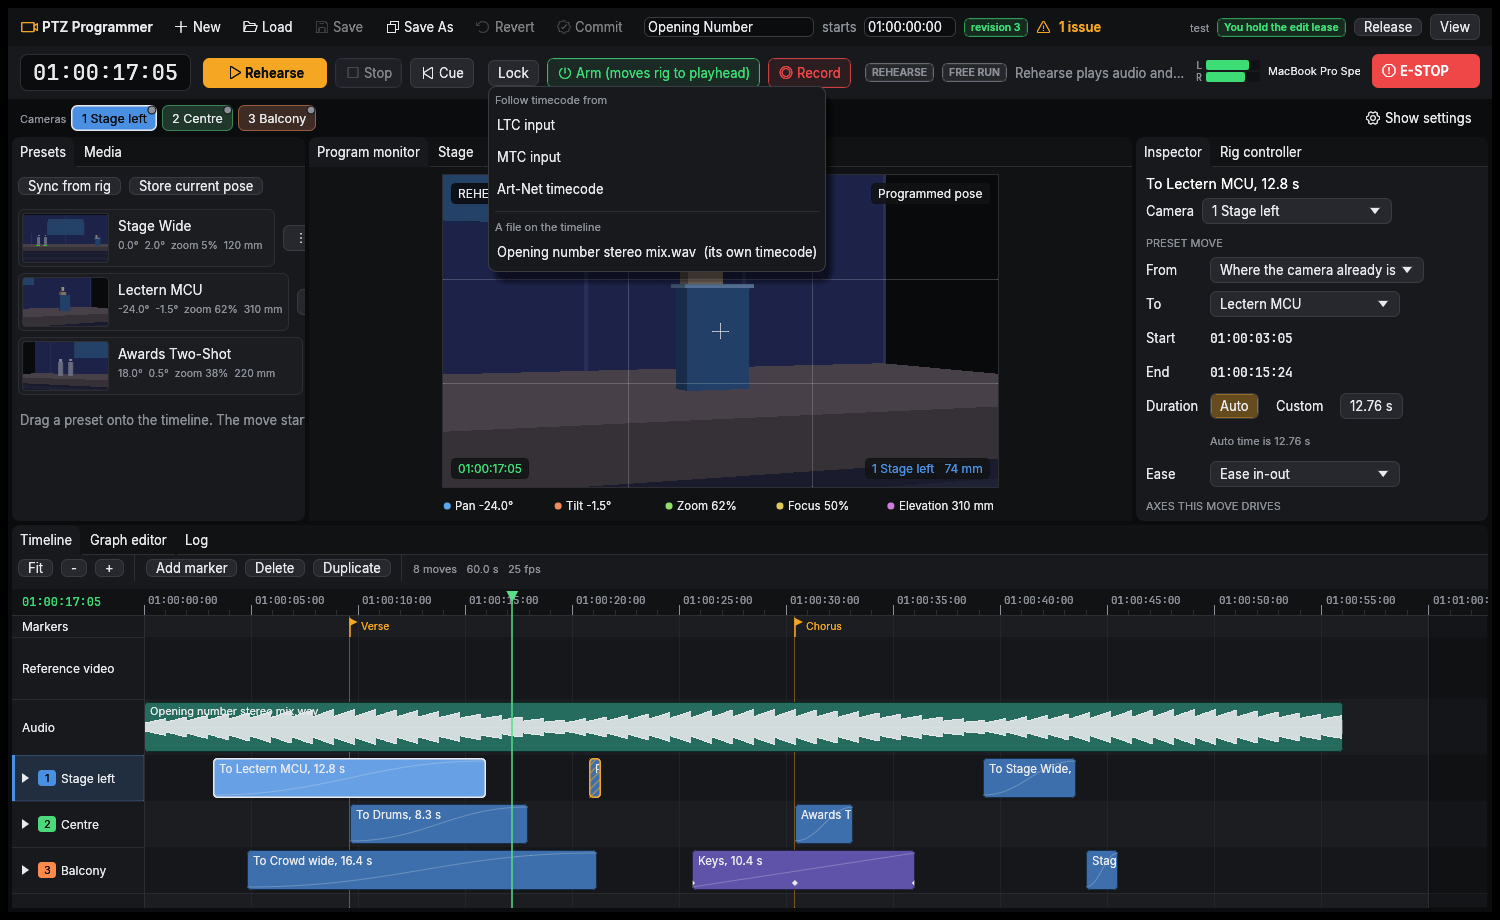 PTZ Programmer New Load Save Save As Revert Commit Opening Number starts 01:00:00:00 revision 3 1 issue test You hold the edit lease Release View
01:00:17:05 Rehearse Stop Cue Lock Arm (moves rig to playhead) Record REHEARSE FREE RUN Rehearse plays audio and... L R MacBook Pro Spe E-STOP
Cameras 1 Stage left 2 Centre 3 Balcony Show settings
Follow timecode from
LTC input
MTC input
Art-Net timecode
A file on the timeline
Opening number stereo mix.wav (its own timecode)
Presets Media
Sync from rig Store current pose
Stage Wide
0.0° 2.0° zoom 5% 120 mm
Lectern MCU
-24.0° -1.5° zoom 62% 310 mm
Awards Two-Shot
18.0° 0.5° zoom 38% 220 mm
Drag a preset onto the timeline. The move star
Program monitor Stage
REHE Programmed pose
01:00:17:05 1 Stage left 74 mm
Pan -24.0° Tilt -1.5° Zoom 62% Focus 50% Elevation 310 mm
Inspector Rig controller
To Lectern MCU, 12.8 s
Camera 1 Stage left
PRESET MOVE
From Where the camera already is
To Lectern MCU
Start 01:00:03:05
End 01:00:15:24
Duration Auto Custom 12.76 s
Auto time is 12.76 s
Ease Ease in-out
AXES THIS MOVE DRIVES
Timeline Graph editor Log
Fit - + Add marker Delete Duplicate 8 moves 60.0 s 25 fps
01:00:17:05 01:00:00:00 01:00:05:00 01:00:10:00 01:00:15:00 01:00:20:00 01:00:25:00 01:00:30:00 01:00:35:00 01:00:40:00 01:00:45:00 01:00:50:00 01:00:55:00 01:01:00:
Markers Verse Chorus
Reference video
Audio Opening number stereo mix.wav
1 Stage left To Lectern MCU, 12.8 s To Stage Wide,
2 Centre To Drums, 8.3 s Awards T
3 Balcony To Crowd wide, 16.4 s Keys, 10.4 s Stag